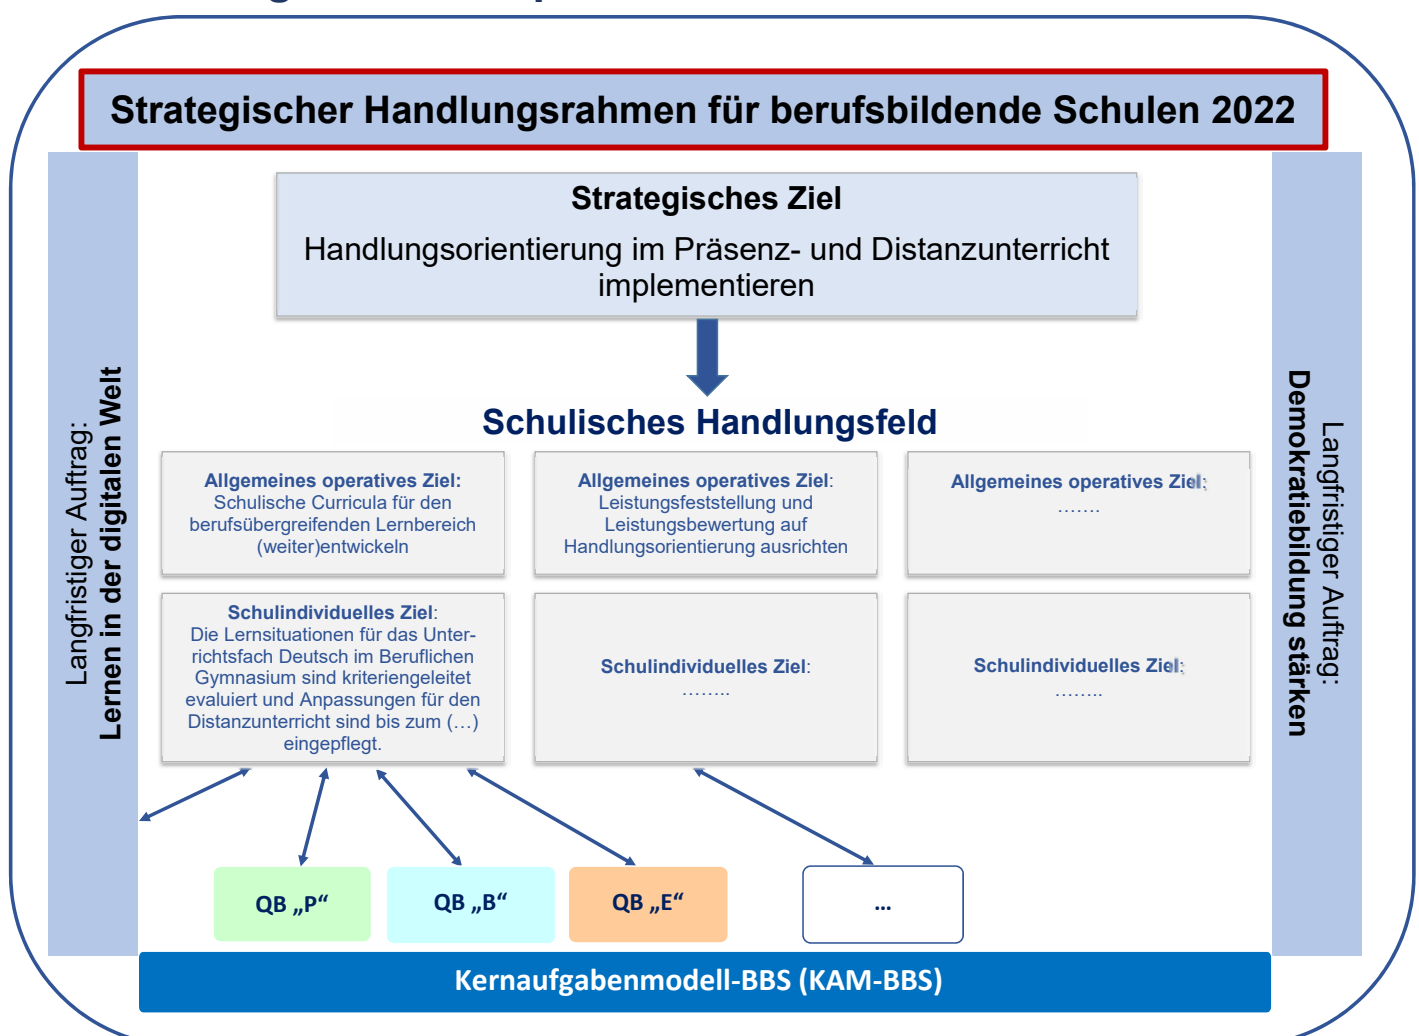 Strategischer Handlungsrahmen für berufsbildende Schulen 2022
Strategisches Ziel
Handlungsorientierung im Präsenz- und Distanzunterricht
implementieren
Langfristiger Auftrag:
Lernen in der digitalen Welt
Schulisches Handlungsfeld
Allgemeines operatives Ziel:
Schulische Curricula für den
berufsübergreifenden Lernbereich
(weiter)entwickeln
Allgemeines operatives Ziel:
Leistungsfeststellung und
Leistungsbewertung auf
Handlungsorientierung ausrichten
Allgemeines operatives Ziel:
…….
Schulindividuelles Ziel:
Die Lernsituationen für das Unter-
richtsfach Deutsch im Beruflichen
Gymnasium sind kriteriengeleitet
evaluiert und Anpassungen für den
Distanzunterricht sind bis zum (…)
eingepflegt.
Schulindividuelles Ziel:
……..
Schulindividuelles Ziel:
……..
Langfristiger Auftrag:
Demokratiebildung stärken
QB „P“
QB „B“
QB „E“
...
Kernaufgabenmodell-BBS (KAM-BBS)